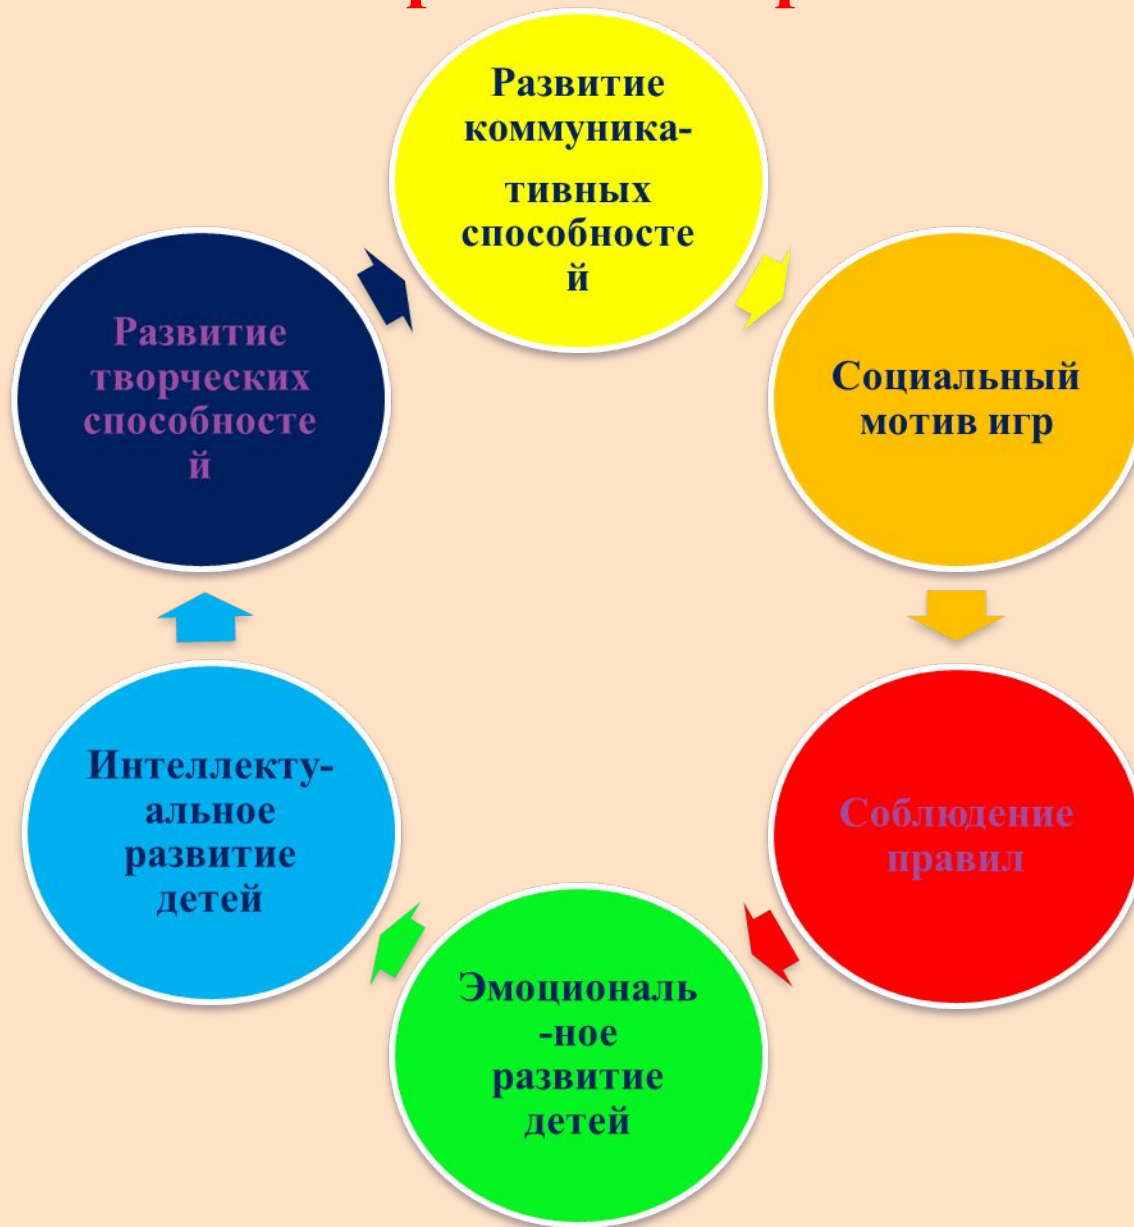 Развитие
коммуника-
тивных
способносте
й
Социальный
мотив игр
Соблюдение
правил
Эмоциональ
-ное
развитие
детей
Интеллекту-
альное
развитие
детей
Развитие
творческих
способносте
й